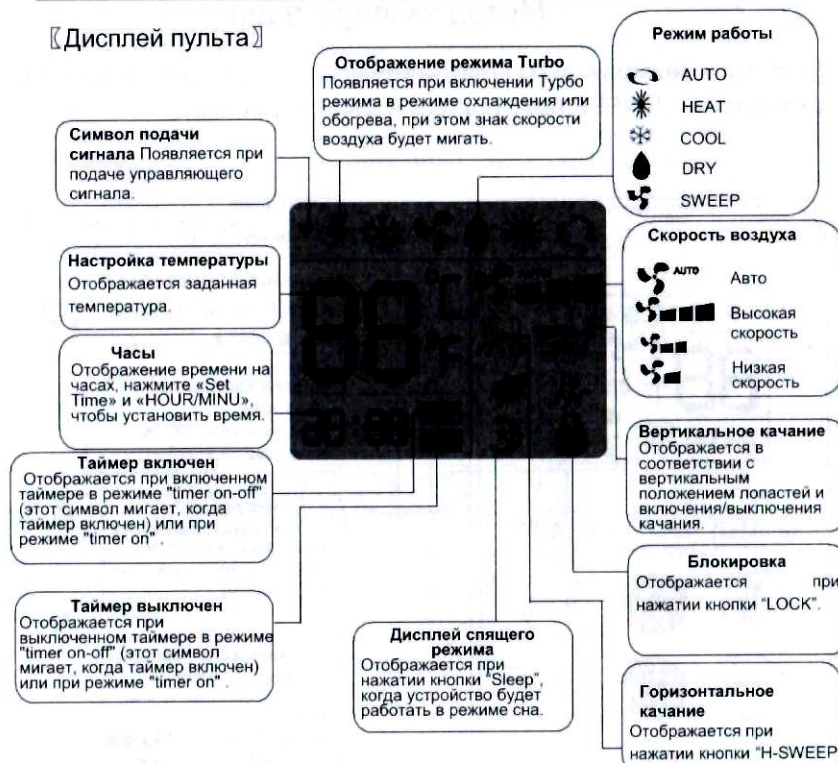 〖Дисплей пульта〗
Отображение режима Turbo
Появляется при включении Турбо
режима в режиме охлаждения или
обогрева, при этом знак скорости
воздуха будет мигать.
Режим работы
AUTO
HEAT
COOL
DRY
SWEEP
Символ подачи
сигнала Появляется при
подаче управляющего
сигнала.
Настройка температуры
Отображается заданная
температура.
Часы
Отображение времени на
часах, нажмите «Set
Time» и «HOUR/MINU»,
чтобы установить время.
Таймер включен
Отображается при включенном
таймере в режиме "timer on-off"
(этот символ мигает, когда
таймер включен) или при
режиме "timer on" .
Таймер выключен
Отображается при
выключенном таймере в режиме
"timer on-off" (этот символ
мигает, когда таймер включен)
или при режиме "timer on" .
88 °C
°F
88:88
Скорость воздуха
AUTO Авто
Высокая
скорость
Низкая
скорость
Вертикальное качание
Отображается в
соответствии с
вертикальным
положением лопастей и
включения/выключения
качания.
Блокировка
Отображается при
нажатии кнопки "LOCK".
Дисплей спящего
режима
Отображается при
нажатии кнопки "Sleep",
когда устройство будет
работать в режиме сна.
Горизонтальное
качание
Отображается при
нажатии кнопки "H-SWEEP